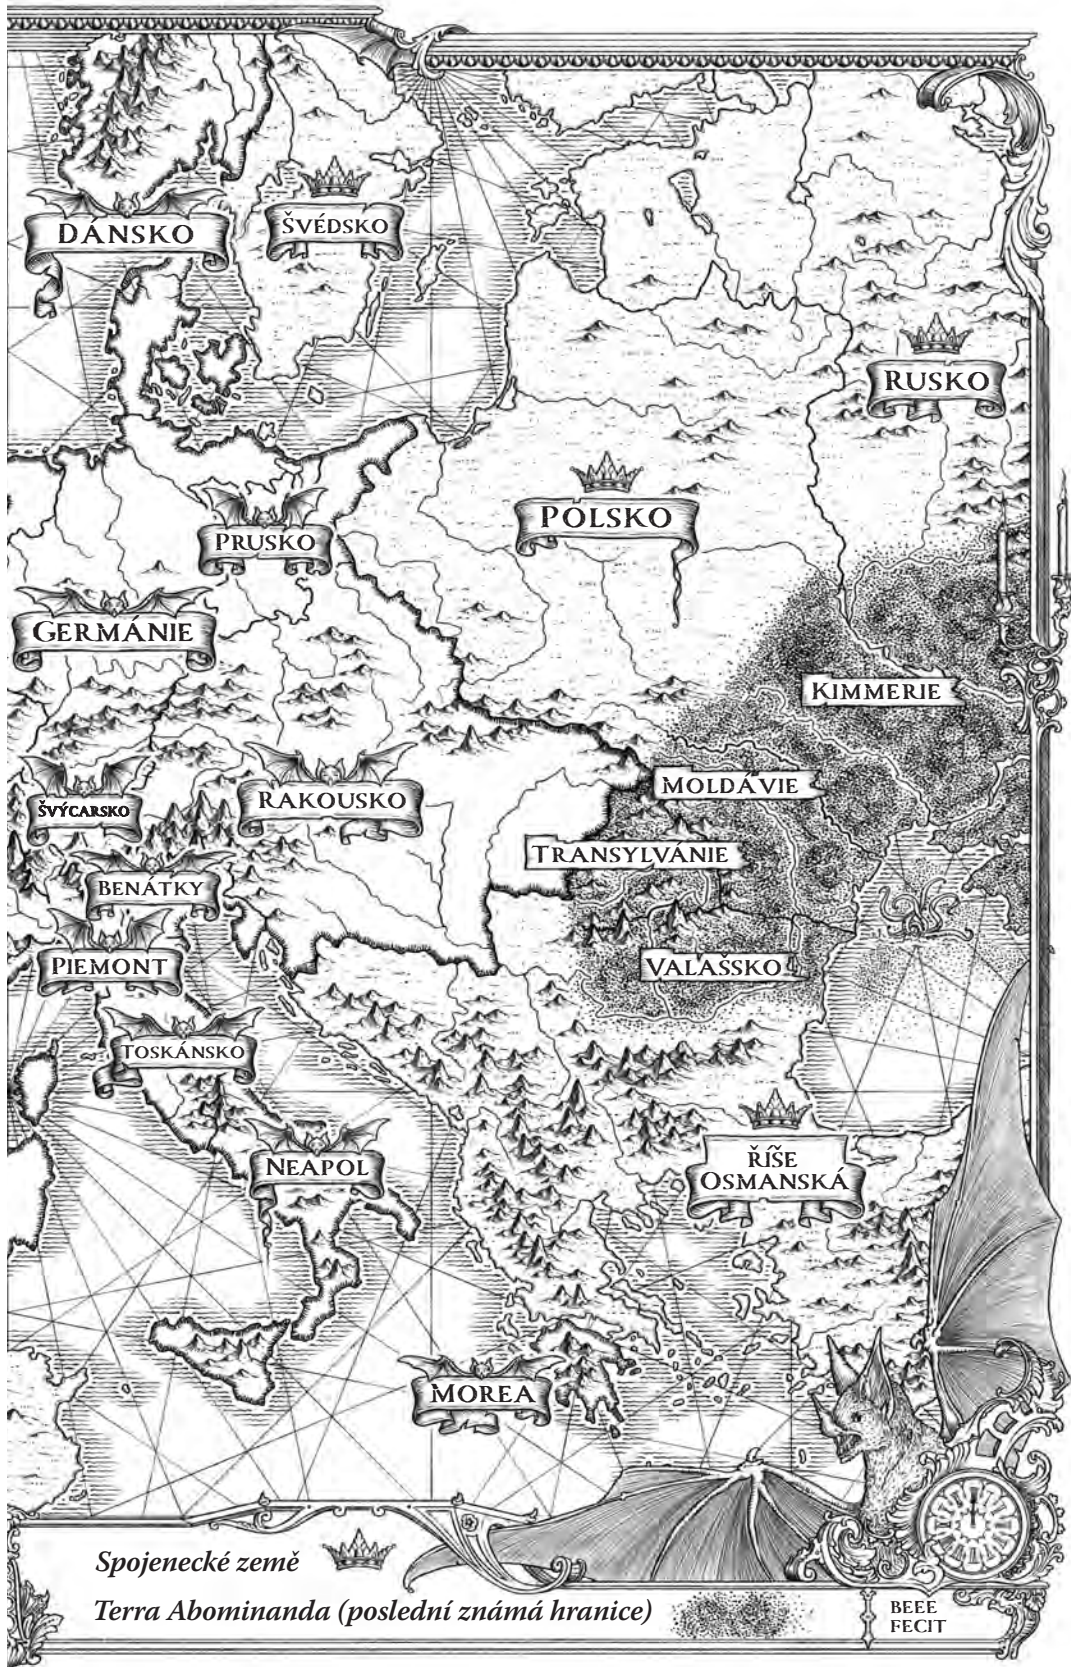 DÁNSKO
ŠVÉDSKO
RUSKO
POLSKO
PRUSKO
GERMÁNIE
KIMMERIE
MOLDÁVIE
ŠVÝCARSKO
RAKOUSKO
TRANSYLVÁNIE
BENÁTKY
PIEMONT
VALAŠSKO
TOSKÁNSKO
NEAPOL
ŘÍŠE
OSMANSKÁ
MOREA
Spojenecké země
Terra Abominanda (poslední známá hranice)
BEEE
FECIT